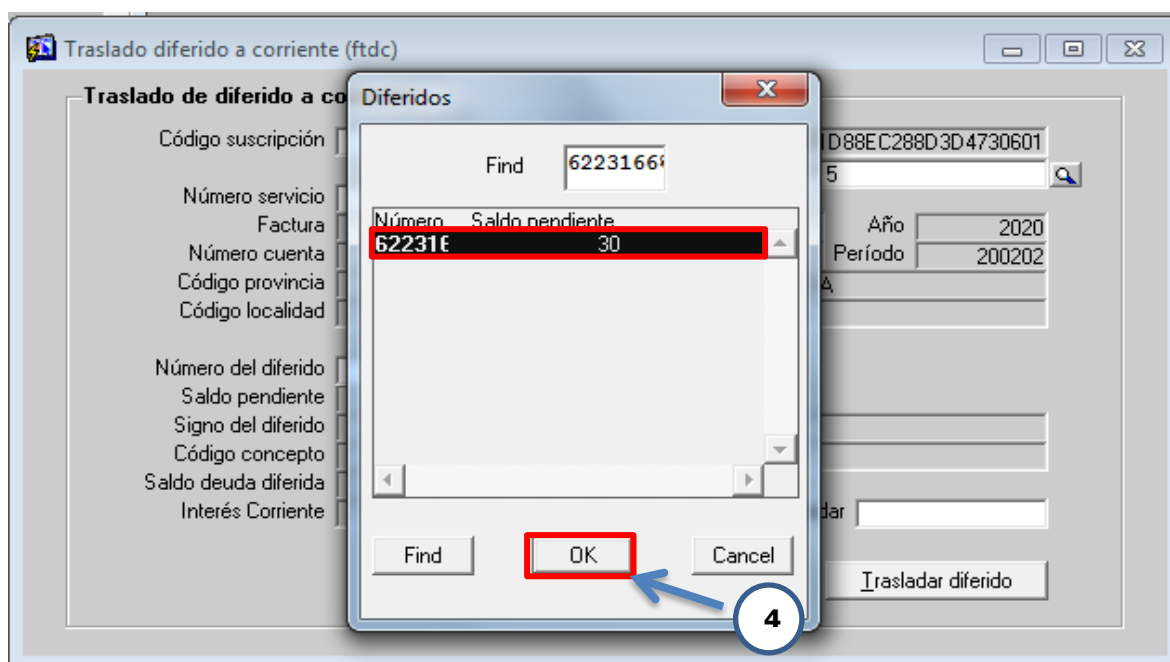 Traslado diferido a corriente (ftdc)
Traslado de diferido a co
Diferidos
Código suscripción
1D88EC288D3D4730601
Find 6223166
5
Número servicio
Número Saldo pendiente
Factura
Año 2020
62231 30
Número cuenta
Período 200202
Código provincia
A
Código localidad
Número del diferido
Saldo pendiente
Signo del diferido
Código concepto
Saldo deuda diferida
Interés Corriente
dar
Find OK Cancel
Trasladar diferido
4